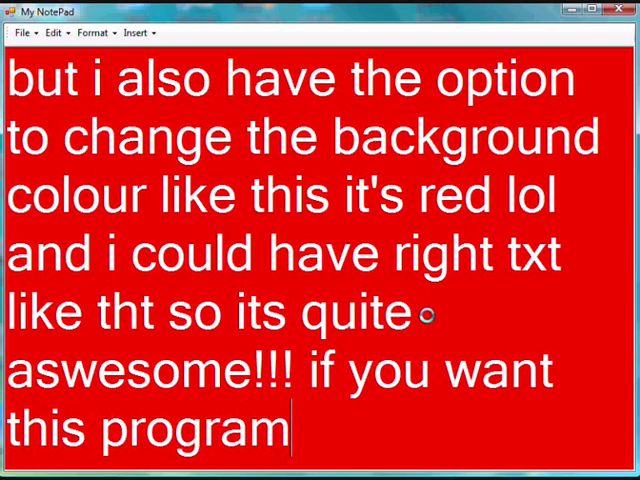 My NotePad
File Edit Format Insert
but i also have the option
to change the background
colour like this it's red lol
and i could have right txt
like tht so its quite
aswesome!!! if you want
this program